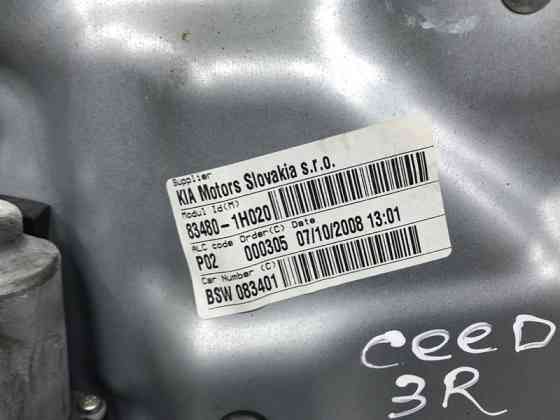 Supplier
KIA Motors Slovakia s.r.o.
Modul Id(M)
83480-1H020
ALC code Order(C) Date
P02 000305 07/10/2008 13:01
Car Number (C)
BSW 083401
CEED
3R